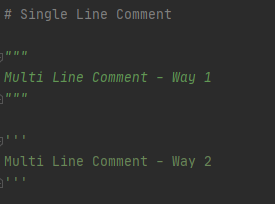 # Single Line Comment
"""
Multi Line Comment - Way 1
"""
'''
Multi Line Comment - Way 2
'''